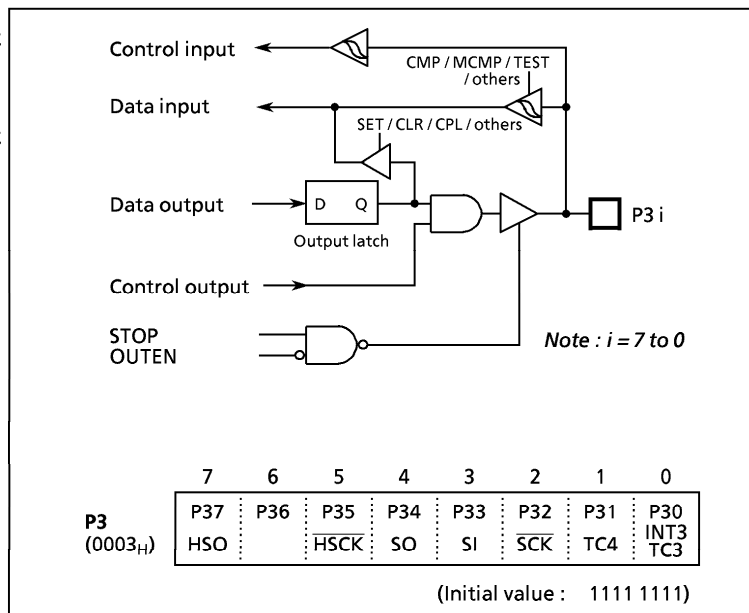 Control input
CMP / MCMP / TEST
/ others
Data input
SET / CLR / CPL / others
Data output
D Q
P3 i
Output latch
Control output
STOP
OUTEN
Note : i = 7 to 0
7 6 5 4 3 2 1 0
P3
(0003H)
P37 P36 P35 P34 P33 P32 P31 P30
HSO HSCK SO SI SCK TC4 INT3
TC3
(Initial value : 1111 1111)